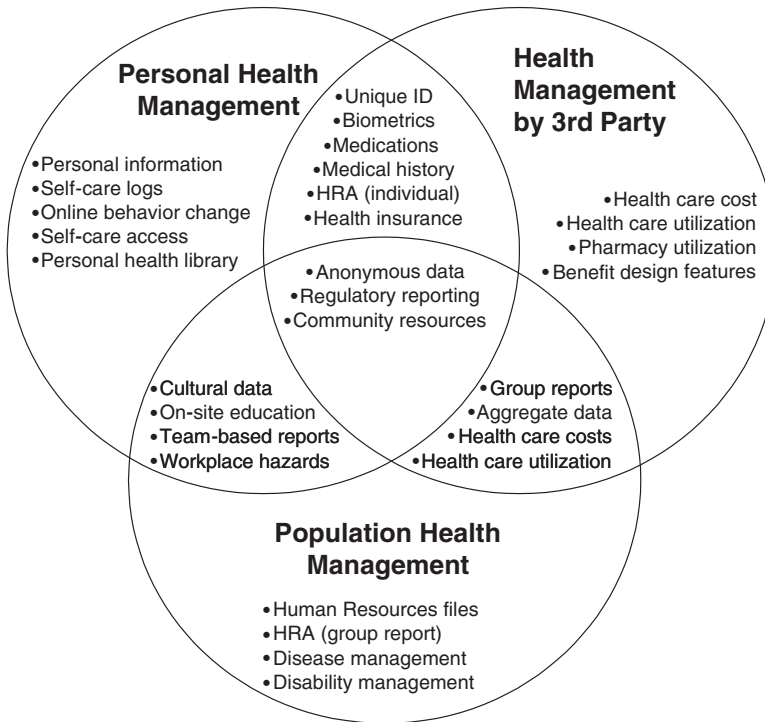 Personal Health
Management
•Personal information
•Self-care logs
•Online behavior change
•Self-care access
•Personal health library
•Unique ID
•Biometrics
•Medications
•Medical history
•HRA (individual)
•Health insurance
Health
Management
by 3rd Party
•Health care cost
•Health care utilization
•Pharmacy utilization
•Benefit design features
•Anonymous data
•Regulatory reporting
•Community resources
•Cultural data
•On-site education
•Team-based reports
•Workplace hazards
•Group reports
•Aggregate data
•Health care costs
•Health care utilization
Population Health
Management
•Human Resources files
•HRA (group report)
•Disease management
•Disability management